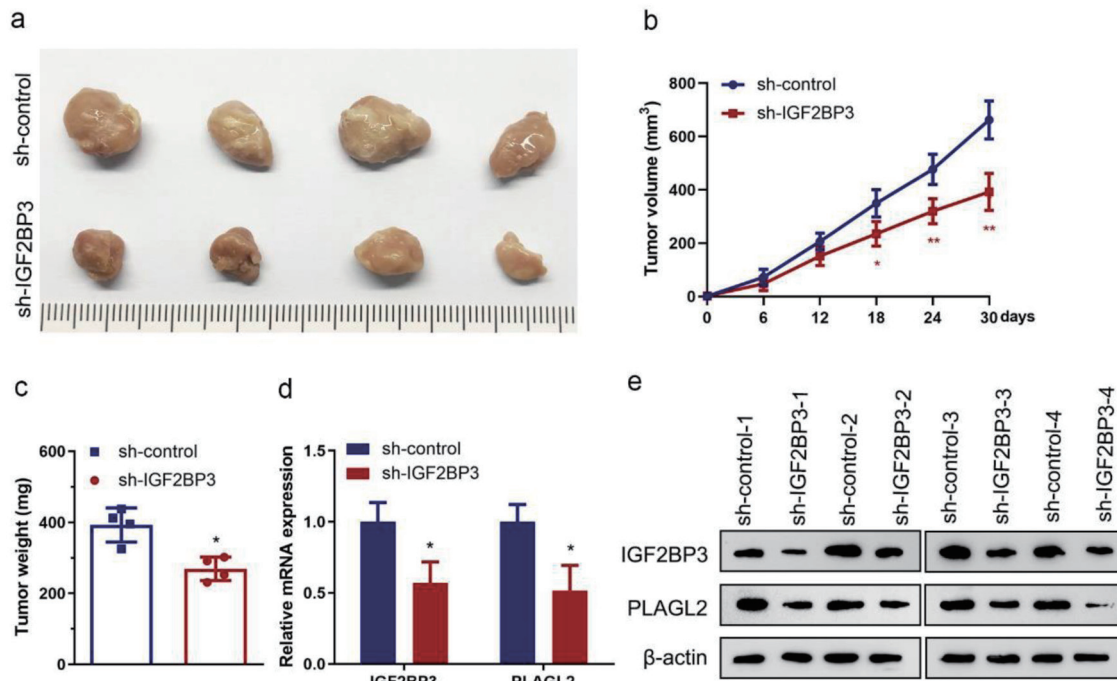 a
sh-control
sh-IGF2BP3
b
sh-control
sh-IGF2BP3
Tumor volume (mm³)
800
600
400
200
0
0 6 12 18 24 30 days
*
**
**
c
sh-control
sh-IGF2BP3
Tumor weight (mg)
600
400
200
0
*
d
sh-control
sh-IGF2BP3
Relative mRNA expression
1.5
1.0
0.5
0.0
*
*
IGF2BP3 PLAGL2
e
sh-control-1
sh-IGF2BP3-1
sh-control-2
sh-IGF2BP3-2
sh-control-3
sh-IGF2BP3-3
sh-control-4
sh-IGF2BP3-4
IGF2BP3
PLAGL2
β-actin